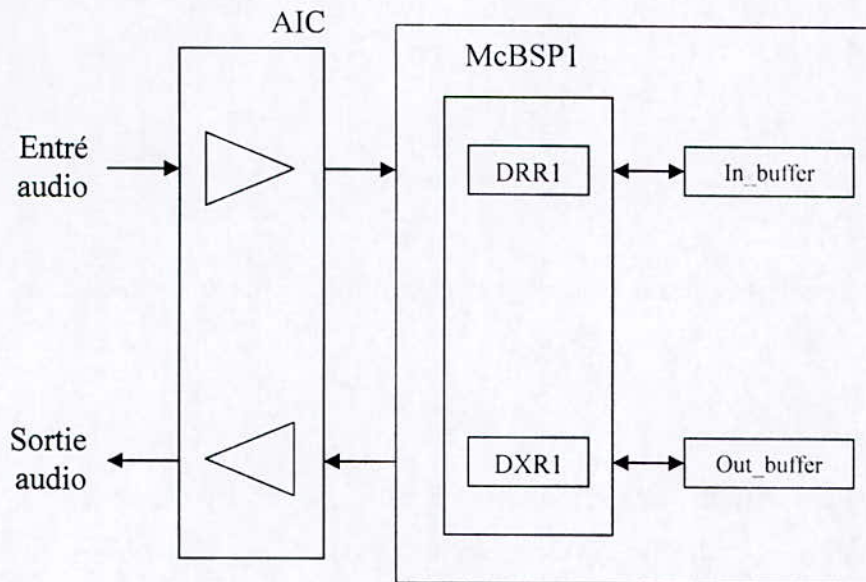 AIC
McBSP1
Entré
audio
DRR1
In_buffer
Sortie
audio
DXR1
Out_buffer